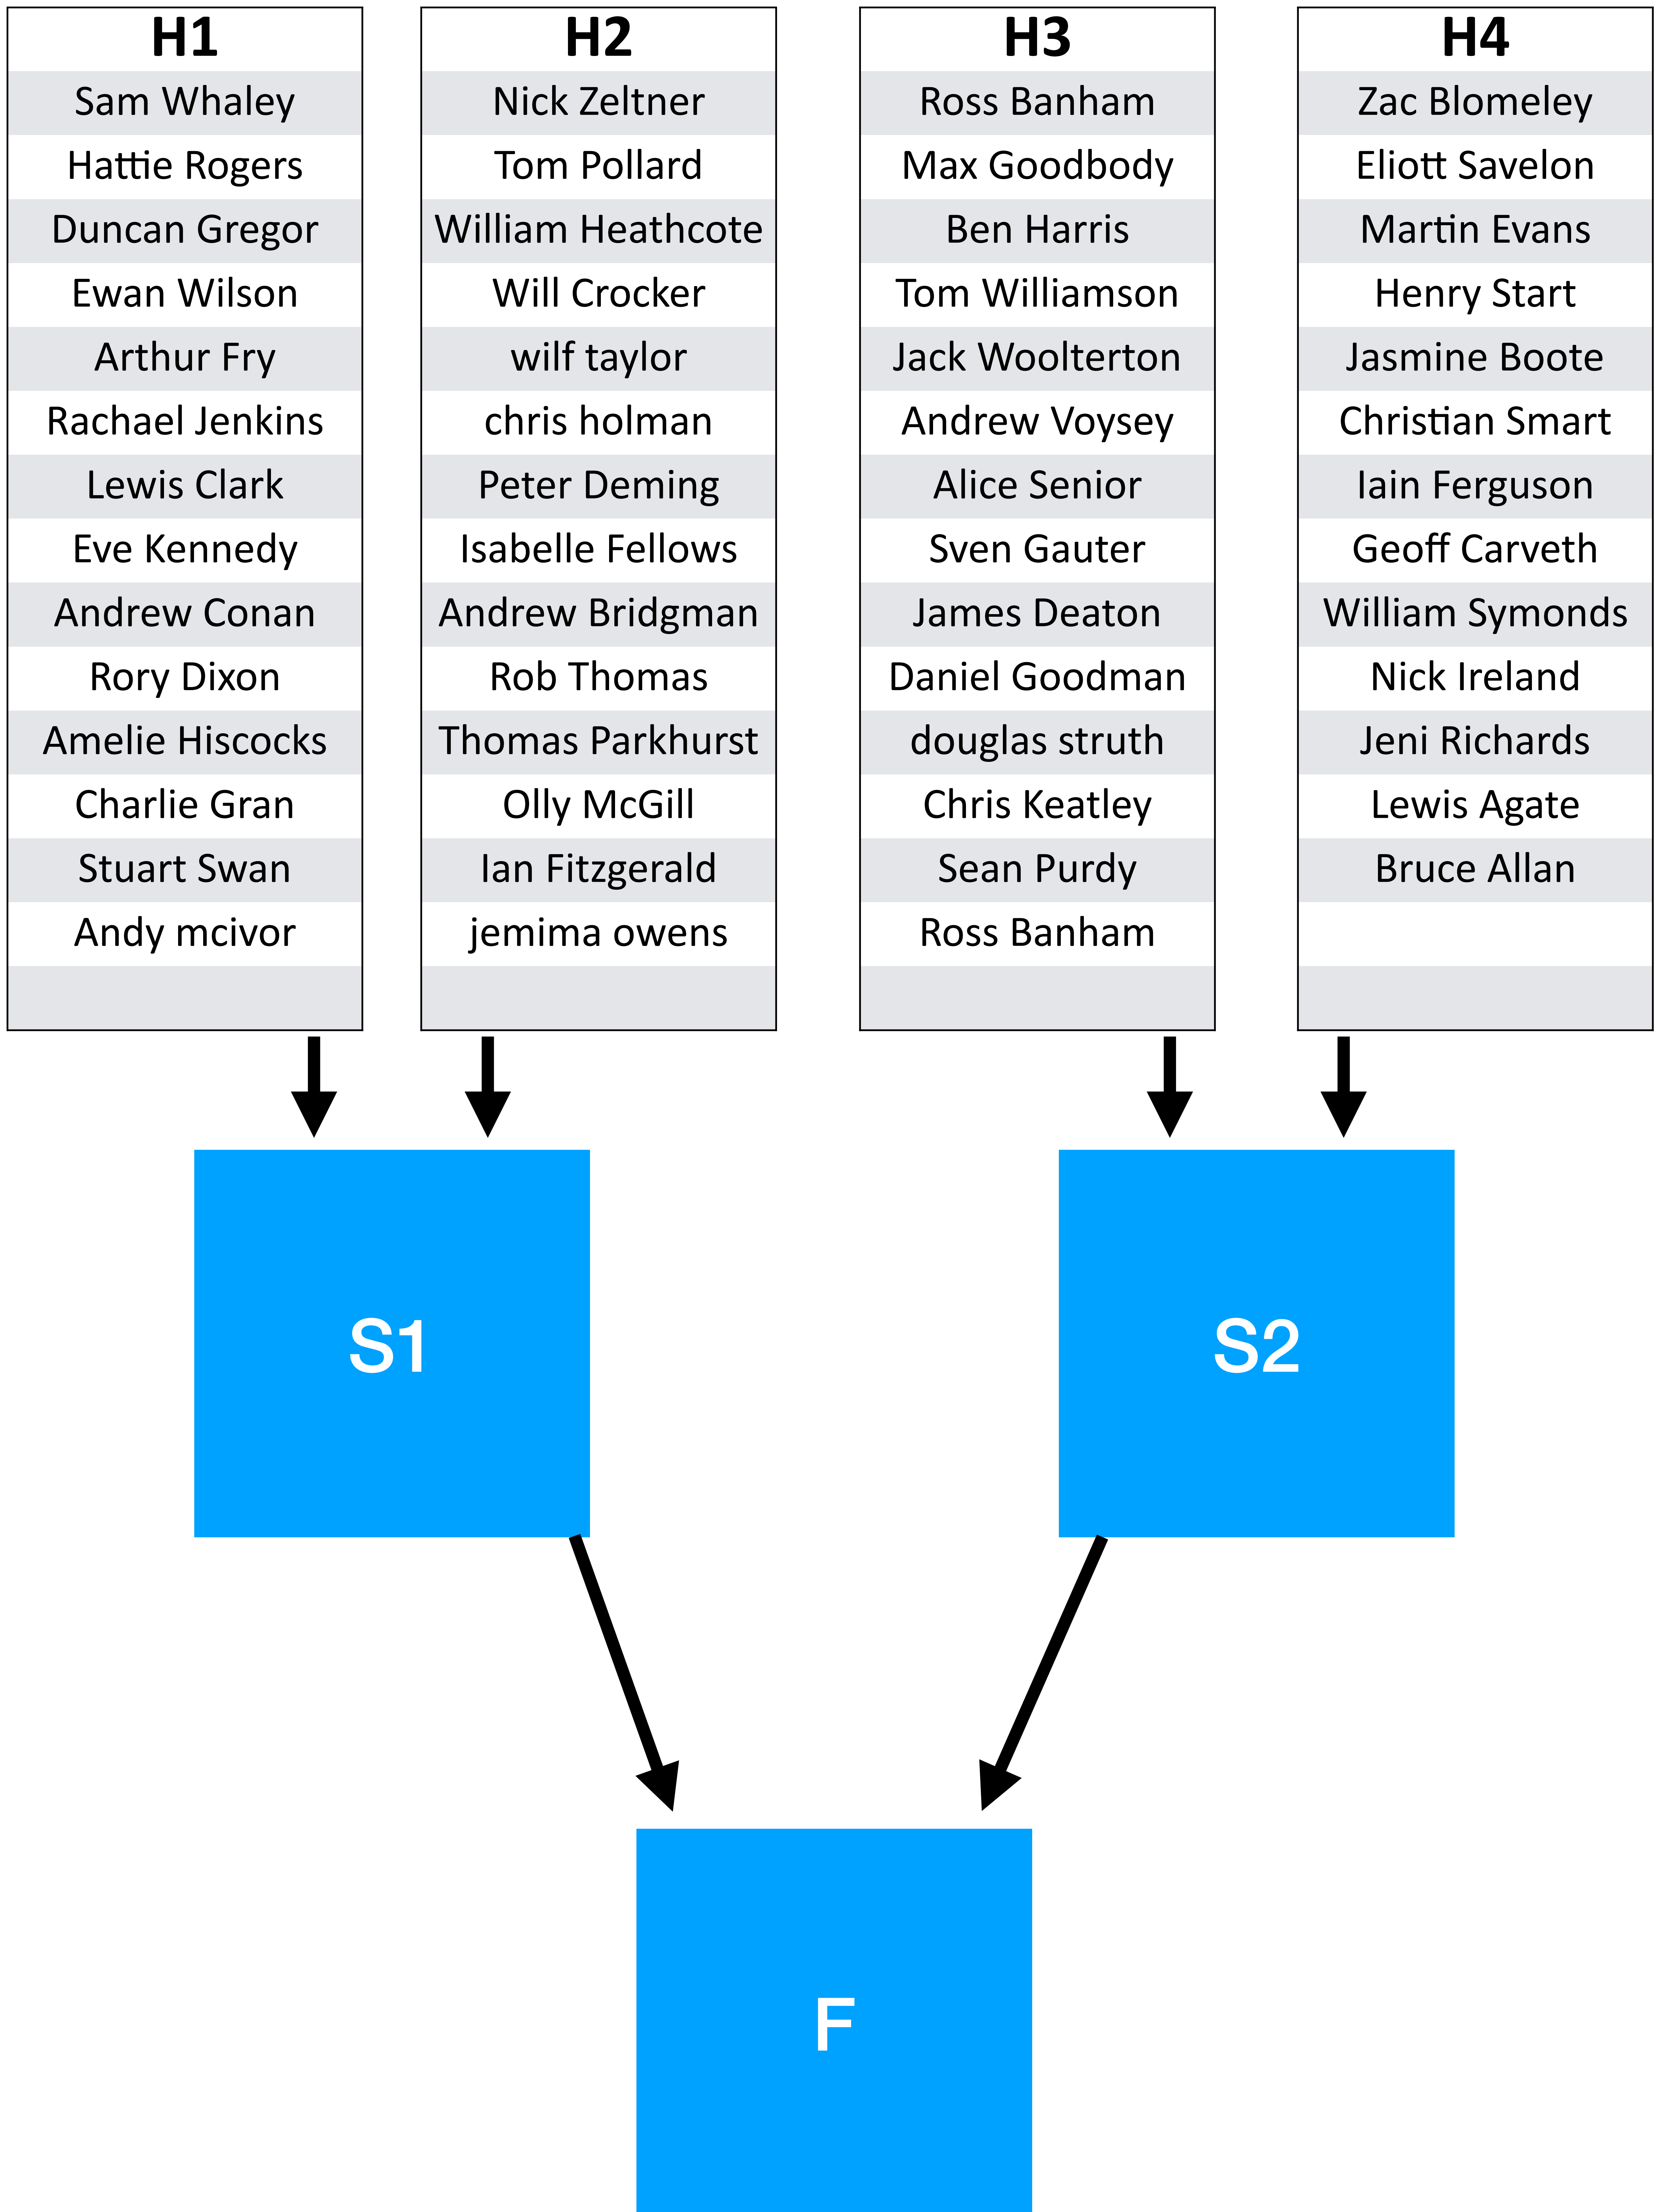 H1
Sam Whaley
Hattie Rogers
Duncan Gregor
Ewan Wilson
Arthur Fry
Rachael Jenkins
Lewis Clark
Eve Kennedy
Andrew Conan
Rory Dixon
Amelie Hiscocks
Charlie Gran
Stuart Swan
Andy mcivor
H2
Nick Zeltner
Tom Pollard
William Heathcote
Will Crocker
wilf taylor
chris holman
Peter Deming
Isabelle Fellows
Andrew Bridgman
Rob Thomas
Thomas Parkhurst
Olly McGill
Ian Fitzgerald
jemima owens
H3
Ross Banham
Max Goodbody
Ben Harris
Tom Williamson
Jack Woolterton
Andrew Voysey
Alice Senior
Sven Gauter
James Deaton
Daniel Goodman
douglas struth
Chris Keatley
Sean Purdy
Ross Banham
H4
Zac Blomeley
Eliott Savelon
Martin Evans
Henry Start
Jasmine Boote
Christian Smart
Iain Ferguson
Geoff Carveth
William Symonds
Nick Ireland
Jeni Richards
Lewis Agate
Bruce Allan
S1
S2
F